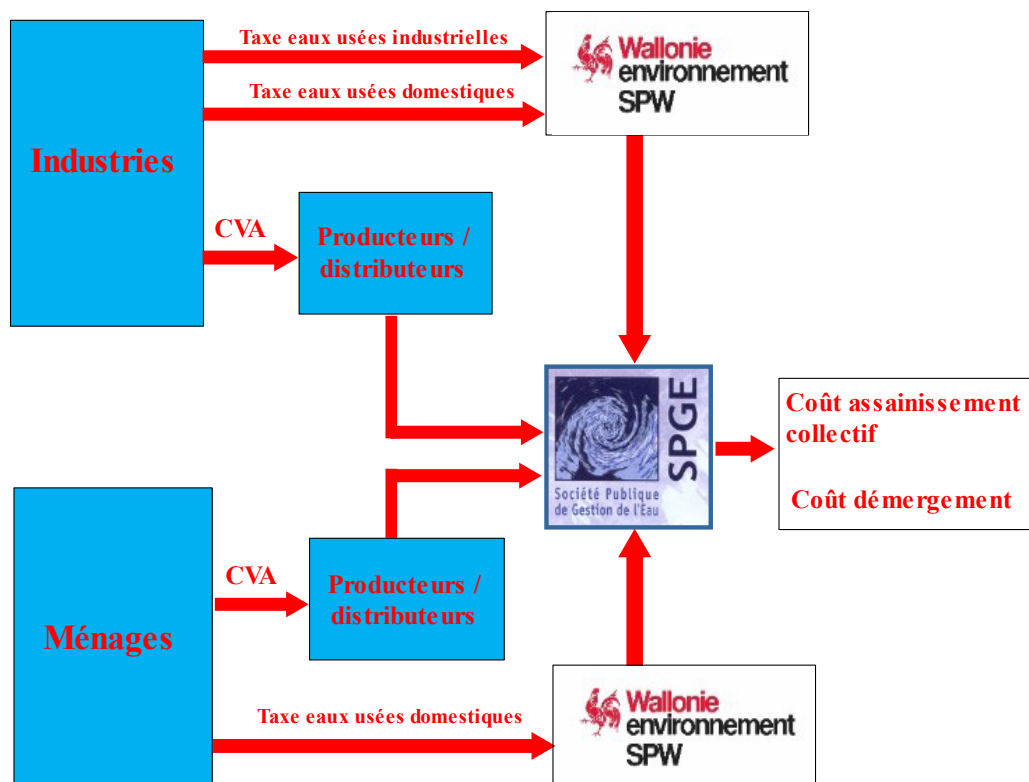 Taxe eaux usées industrielles
Wallonie
environnement
SPW
Taxe eaux usées domestiques
Industries
CVA
Producteurs /
distributeurs
SPGE
Société Publique
de Gestion de l'Eau
Coût assainissement
collectif
Coût démergement
CVA
Producteurs /
distributeurs
Ménages
Taxe eaux usées domestiques
Wallonie
environnement
SPW